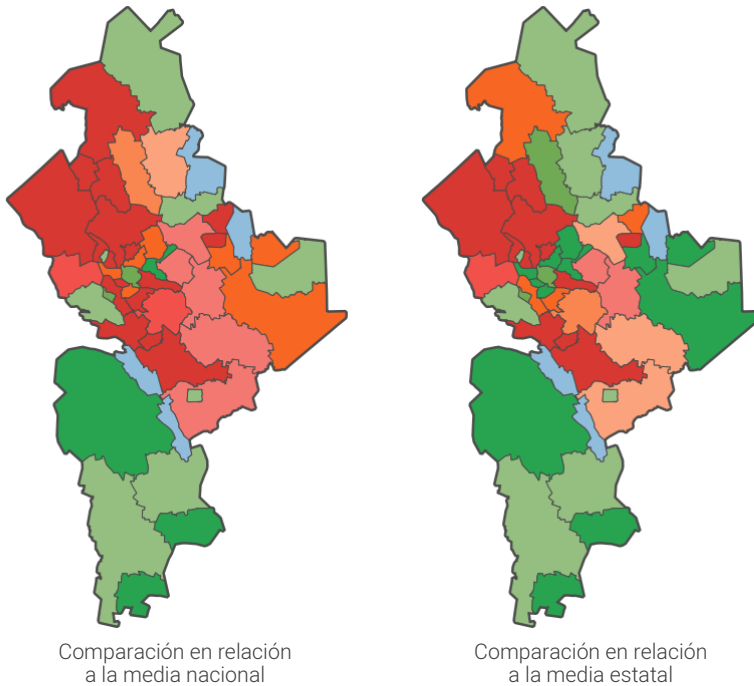 Comparación en relación
a la media nacional
Comparación en relación
a la media estatal